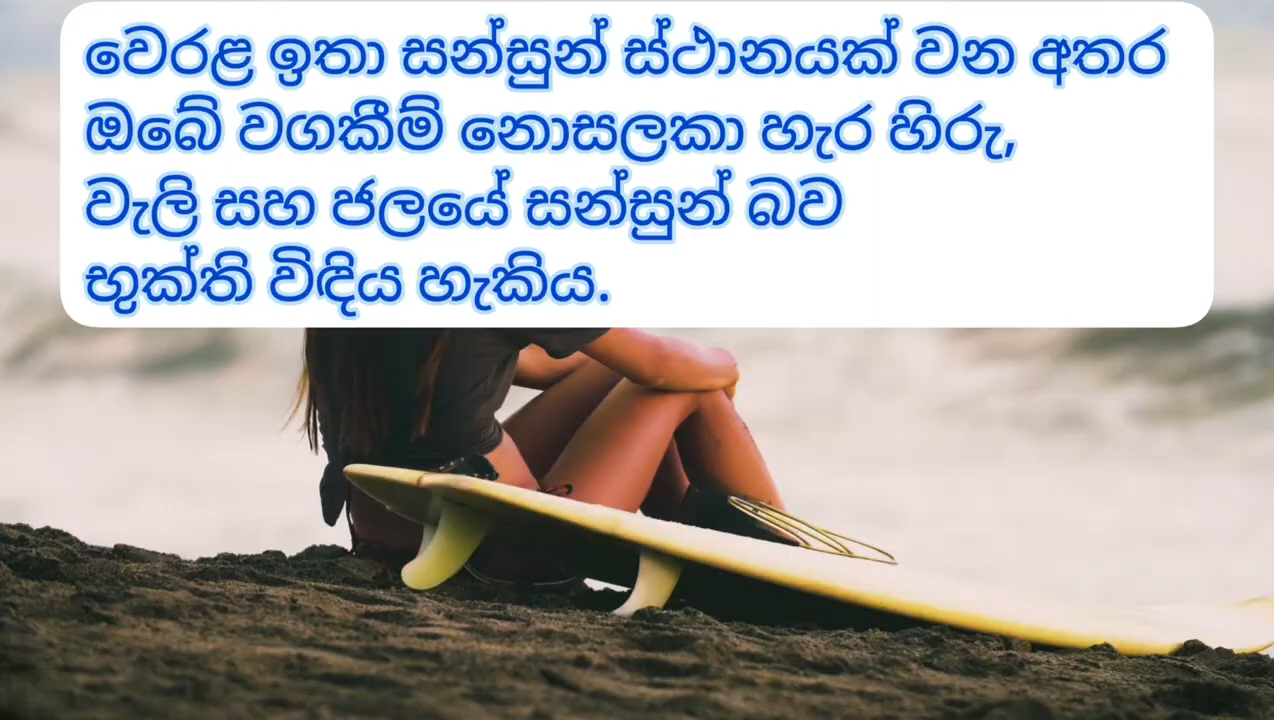 වෙරළ ඉතා සන්සුන් ස්ථානයක් වන අතර
ඔබේ වගකීම් නොසලකා හැර හිරු,
වැලි සහ ජලයේ සන්සුන් බව
භුක්ති විඳිය හැකිය.